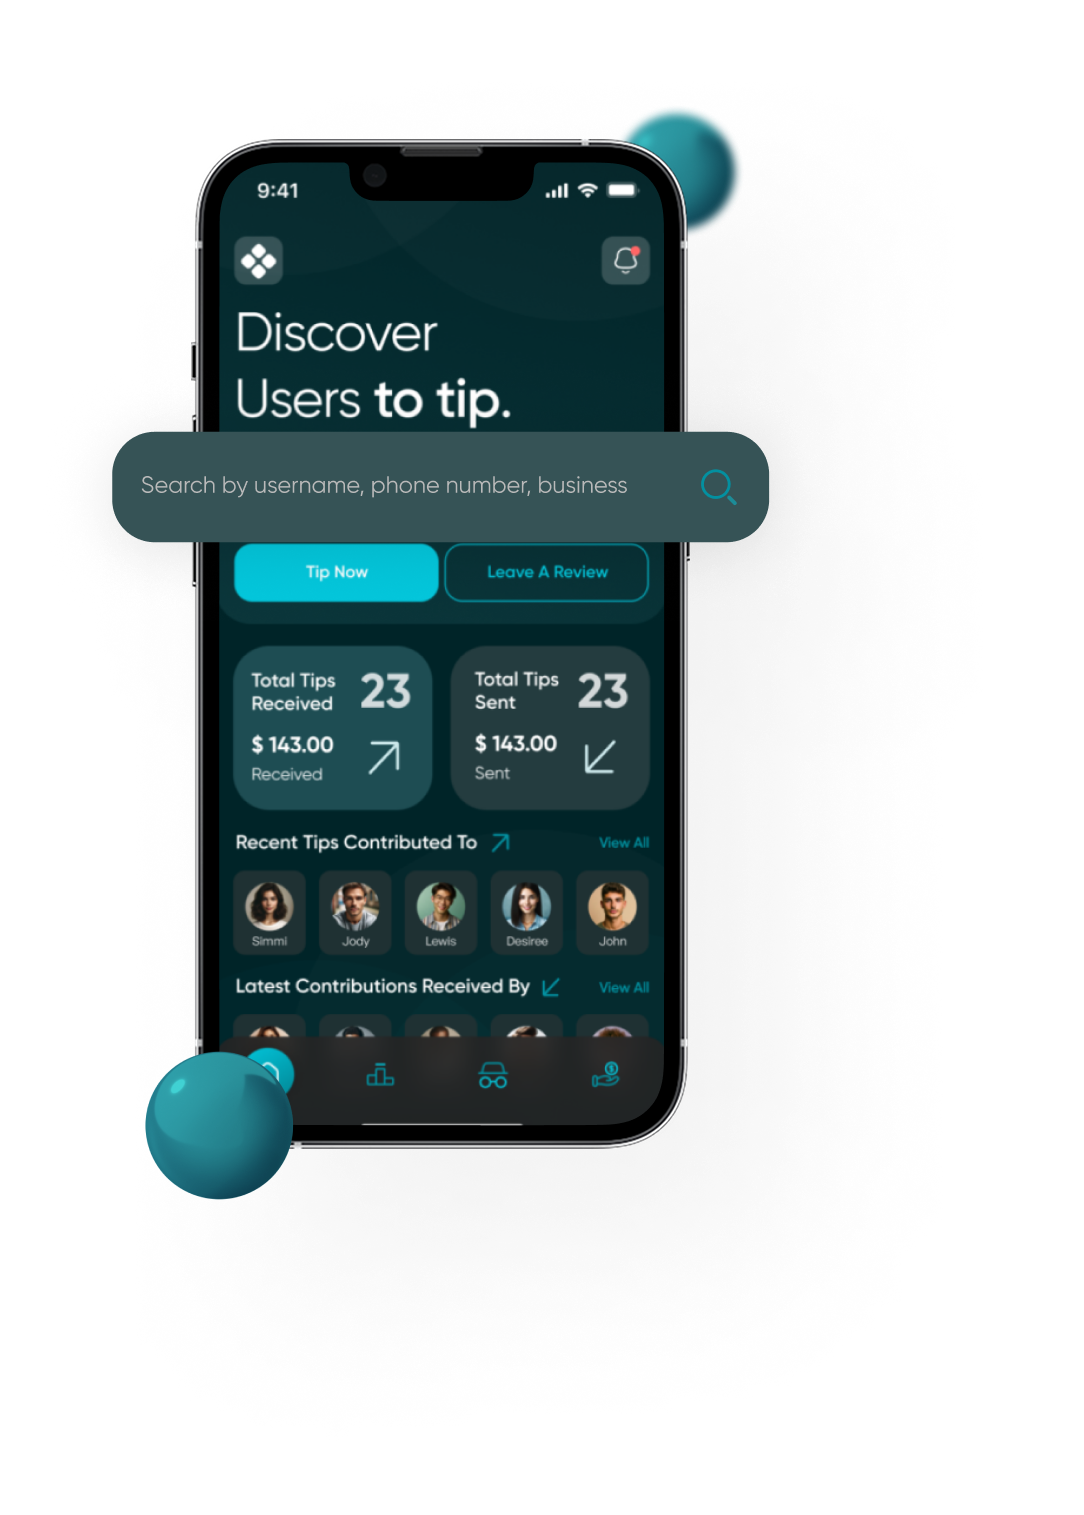 9:41
Discover
Users to tip.
Search by username, phone number, business
Tip Now
Leave A Review
Total Tips
Received
23
$ 143.00
Received
Total Tips
Sent
23
$ 143.00
Sent
Recent Tips Contributed To
View All
Simmi
Jody
Lewis
Desiree
John
Latest Contributions Received By
View All